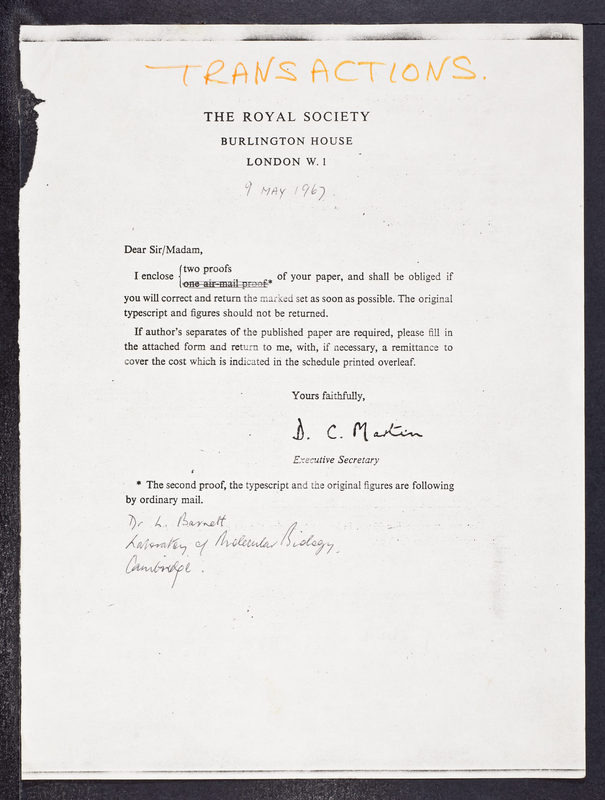 TRANSACTIONS.
THE ROYAL SOCIETY
BURLINGTON HOUSE
LONDON W. 1
9 MAY 1967.
Dear Sir/Madam,
I enclose {two proofs
one air-mail proof* of your paper, and shall be obliged if
you will correct and return the marked set as soon as possible. The original
typescript and figures should not be returned.
If author's separates of the published paper are required, please fill in
the attached form and return to me, with, if necessary, a remittance to
cover the cost which is indicated in the schedule printed overleaf.
Yours faithfully,
D. C. Martin
Executive Secretary
* The second proof, the typescript and the original figures are following
by ordinary mail.
Dr L. Barnett
Laboratory of Molecular Biology,
Cambridge.